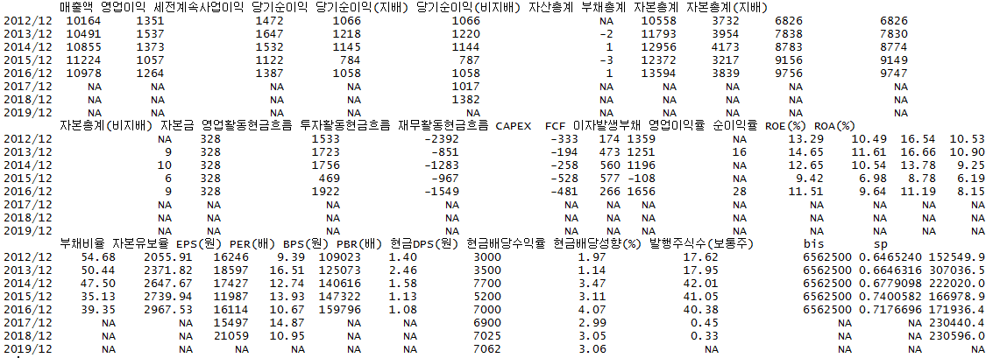 매출액 영업이익 세전계속사업이익 당기순이익 당기순이익(지배) 당기순이익(비지배) 자산총계 부채총계 자본총계 자본총계(지배)
2012/12 10164 1351 1472 1066 1066 NA 10558 3732 6826 6826
2013/12 10491 1537 1647 1218 1220 -2 11793 3954 7838 7830
2014/12 10855 1373 1532 1145 1144 1 12956 4173 8783 8774
2015/12 11224 1057 1122 784 787 -3 12372 3217 9156 9149
2016/12 10978 1264 1387 1058 1058 1 13594 3839 9756 9747
2017/12 NA NA NA NA 1017 NA NA NA NA NA
2018/12 NA NA NA NA 1382 NA NA NA NA NA
2019/12 NA NA NA NA NA NA NA NA NA NA
자본총계(비지배) 자본금 영업활동현금흐름 투자활동현금흐름 재무활동현금흐름 CAPEX FCF 이자발생부채 영업이익률 순이익률 ROE(%) ROA(%)
2012/12 NA 328 1533 -2392 -333 174 1359 NA 13.29 10.49 16.54 10.53
2013/12 9 328 1723 -851 -194 473 1251 16 14.65 11.61 16.66 10.90
2014/12 10 328 1756 -1283 -258 560 1196 NA 12.65 10.54 13.78 9.25
2015/12 6 328 469 -967 -528 577 -108 NA 9.42 6.98 8.78 6.19
2016/12 9 328 1922 -1549 -481 266 1656 28 11.51 9.64 11.19 8.15
2017/12 NA NA NA NA NA NA NA NA NA NA NA NA
2018/12 NA NA NA NA NA NA NA NA NA NA NA NA
2019/12 NA NA NA NA NA NA NA NA NA NA NA NA
부채비율 자본유보율 EPS(원) PER(배) BPS(원) PBR(배) 현금DPS(원) 현금배당수익률 현금배당성향(%) 발행주식수(보통주) bis sp
2012/12 54.68 2055.91 16246 9.39 109023 1.40 3000 1.97 17.62 6562500 0.6465240 152549.9
2013/12 50.44 2371.82 18597 16.51 125073 2.46 3500 1.14 17.95 6562500 0.6646316 307036.5
2014/12 47.50 2647.67 17427 12.74 140616 1.58 7700 3.47 42.01 6562500 0.6779098 222020.0
2015/12 35.13 2739.94 11987 13.93 147322 1.13 5200 3.11 41.05 6562500 0.7400582 166978.9
2016/12 39.35 2967.53 16114 10.67 159796 1.08 7000 4.07 40.38 6562500 0.7176696 171936.4
2017/12 NA NA 15497 14.87 NA NA 6900 2.99 0.45 NA NA 230440.4
2018/12 NA NA 21059 10.95 NA NA 7025 3.05 0.33 NA NA 230596.0
2019/12 NA NA NA NA NA NA 7062 3.06 NA NA NA NA